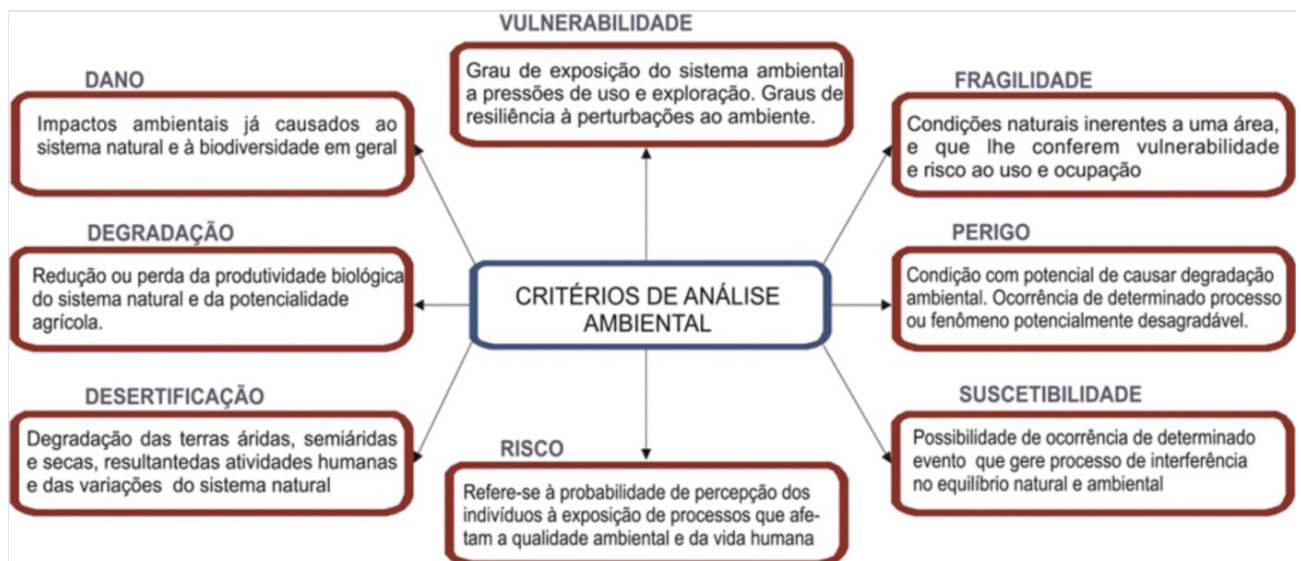 VULNERABILIDADE
Grau de exposição do sistema ambiental
a pressões de uso e exploração. Graus de
resiliência à perturbações ao ambiente.
DANO
Impactos ambientais já causados ao
sistema natural e à biodiversidade em geral
FRAGILIDADE
Condições naturais inerentes a uma área,
e que lhe conferem vulnerabilidade
e risco ao uso e ocupação
DEGRADAÇÃO
Redução ou perda da produtividade biológica
do sistema natural e da potencialidade
agrícola.
CRITÉRIOS DE ANÁLISE
AMBIENTAL
PERIGO
Condição com potencial de causar degradação
ambiental. Ocorrência de determinado processo
ou fenômeno potencialmente desagradável.
DESERTIFICAÇÃO
Degradação das terras áridas, semiáridas
e secas, resultantedas atividades humanas
e das variações do sistema natural
RISCO
Refere-se à probabilidade de percepção dos
indivíduos à exposição de processos que afe-
tam a qualidade ambiental e da vida humana
SUSCETIBILIDADE
Possibilidade de ocorrência de determinado
evento que gere processo de interferência
no equilíbrio natural e ambiental